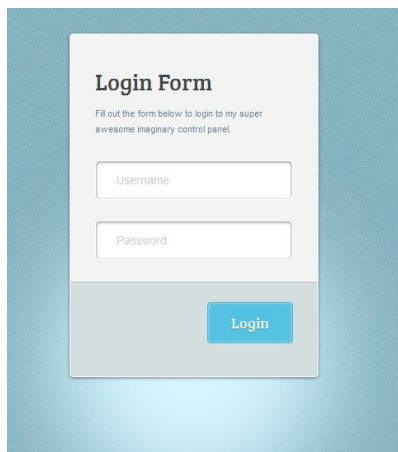 Login Form
Fill out the form below to login to my super
awesome imaginary control panel.
Username
Password
Login